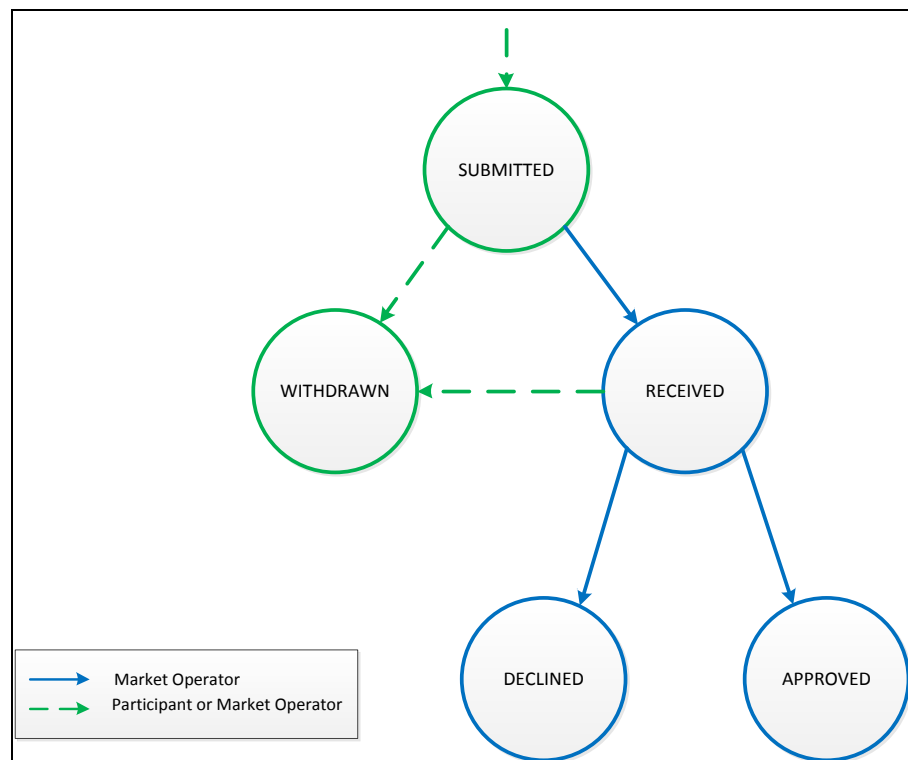 SUBMITTED
WITHDRAWN
RECEIVED
DECLINED
APPROVED
Market Operator
Participant or Market Operator